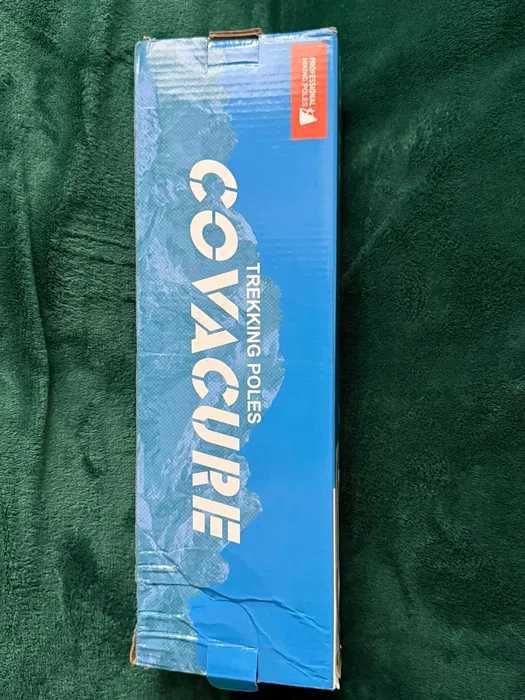 PROFESSIONAL
HIKING POLES
TREKKING POLES
COVACURE